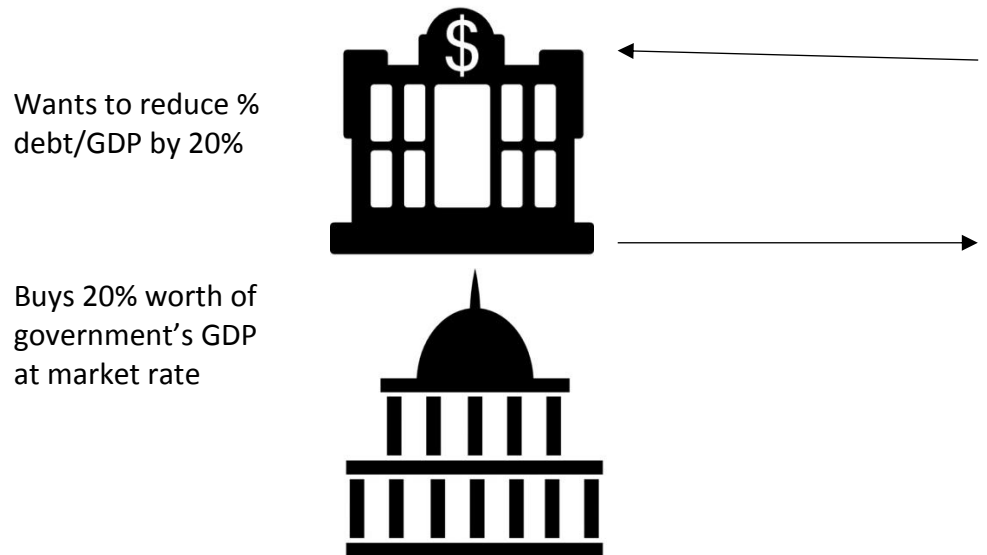 $
Wants to reduce %
debt/GDP by 20%
Buys 20% worth of
government’s GDP
at market rate